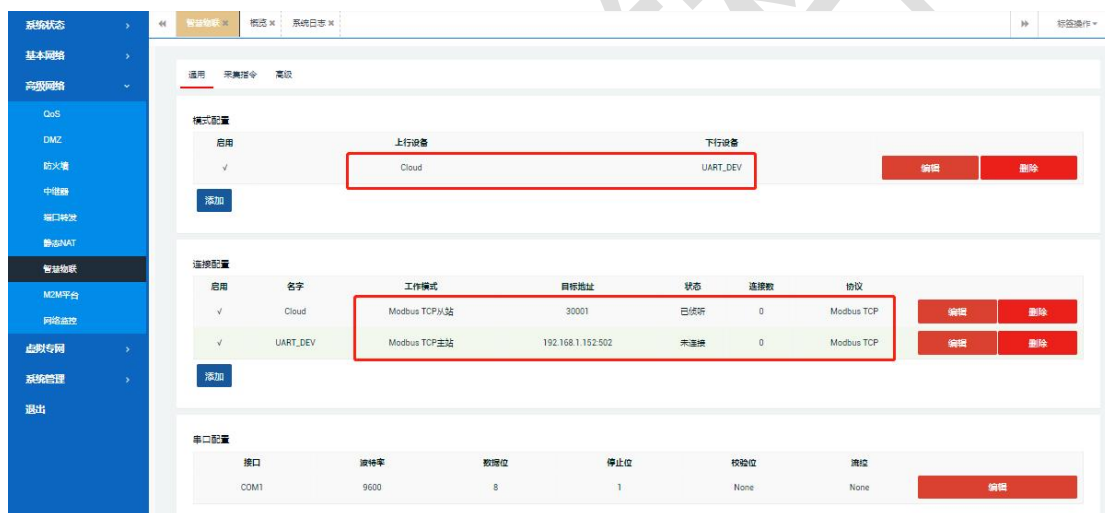 系统状态
基本网络
高级网络
QoS
DMZ
防火墙
中继器
端口转发
静态NAT
智慧物联
M2M平台
网络监控
虚拟专网
系统管理
退出
智慧物联 × 概览 × 系统日志 × 标签操作
通用 采集指令 高级
模式配置
启用 上行设备 下行设备
√ Cloud UART_DEV 编辑 删除
添加
连接配置
启用 名字 工作模式 目标地址 状态 连接数 协议
√ Cloud Modbus TCP从站 30001 已侦听 0 Modbus TCP 编辑 删除
√ UART_DEV Modbus TCP主站 192.168.1.152:502 未连接 0 Modbus TCP 编辑 删除
添加
串口配置
接口 波特率 数据位 停止位 校验位 流控
COM1 9600 8 1 None None 编辑